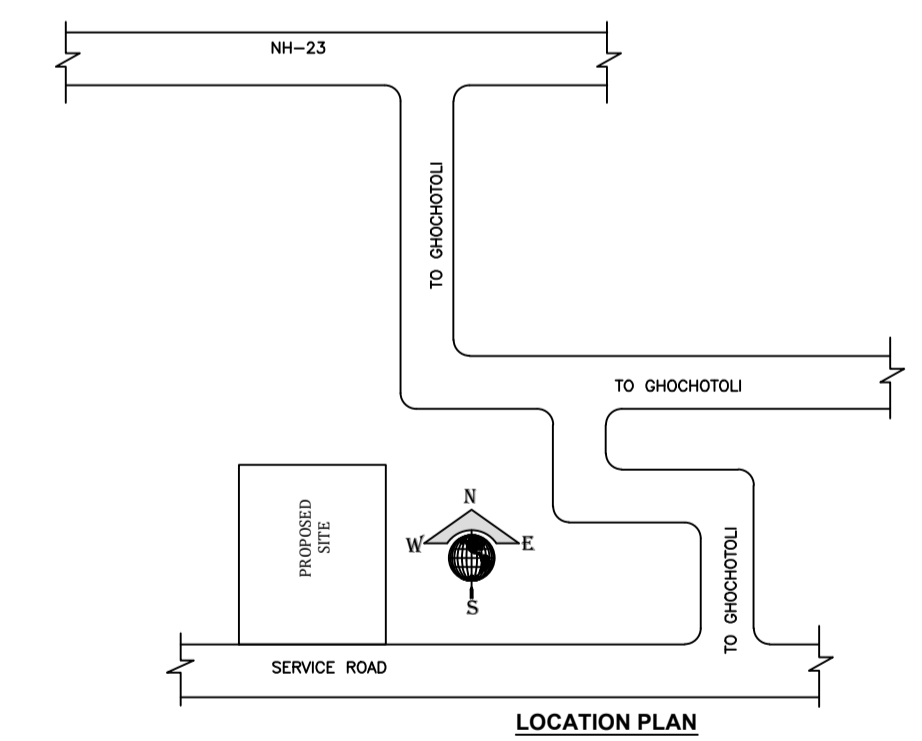 NH-23
TO GHOCHOTOLI
TO GHOCHOTOLI
PROPOSED
SITE
N
W
E
S
TO GHOCHOTOLI
SERVICE ROAD
LOCATION PLAN